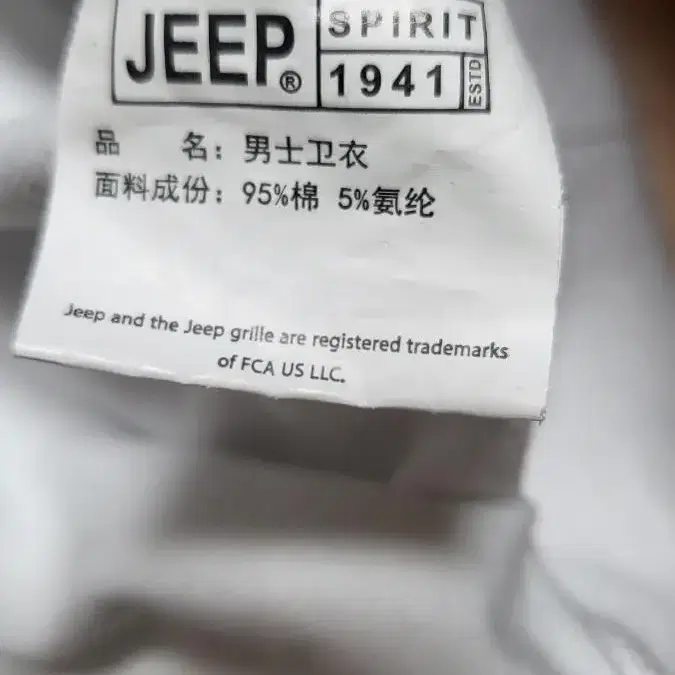 JEEP®
SPIRIT
1941 ESTD
品 名：男士卫衣
面料成份：95%棉 5%氨纶
Jeep and the Jeep grille are registered trademarks
of FCA US LLC.